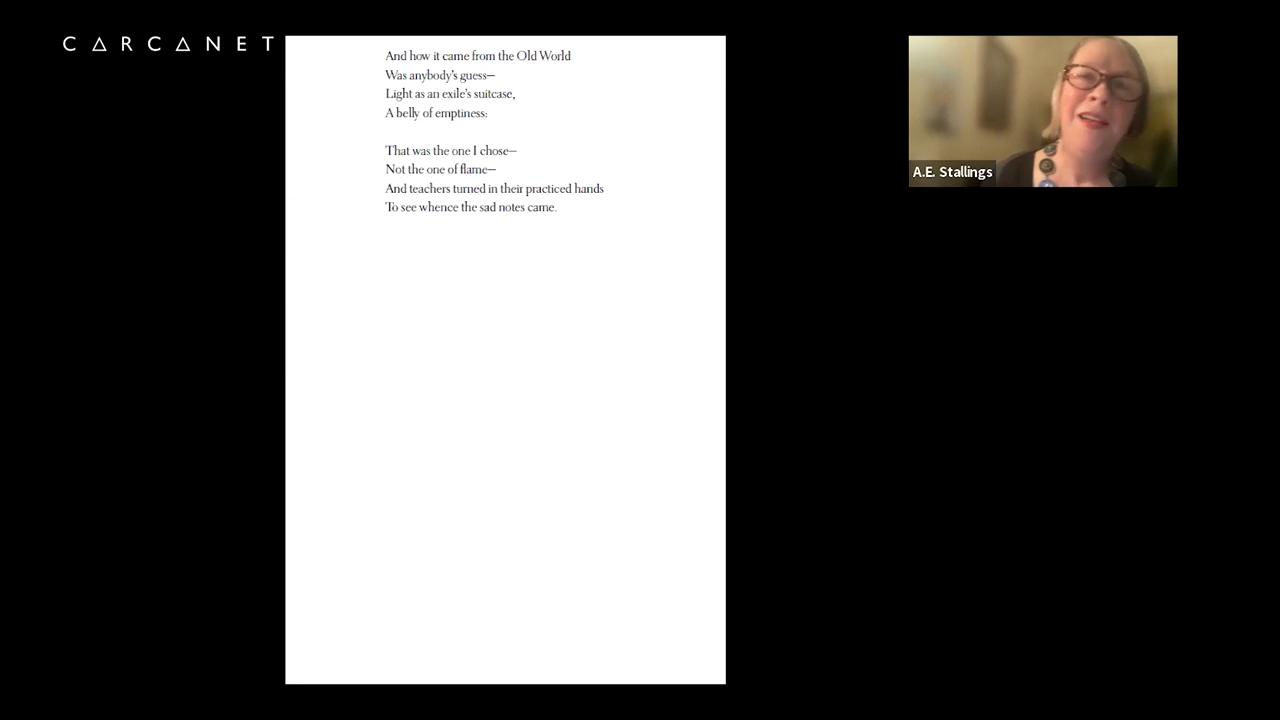 CARCANET
And how it came from the Old World
Was anybody's guess—
Light as an exile's suitcase,
A belly of emptiness:
That was the one I chose—
Not the one of flame—
And teachers turned in their practiced hands
To see whence the sad notes came.
A.E. Stallings